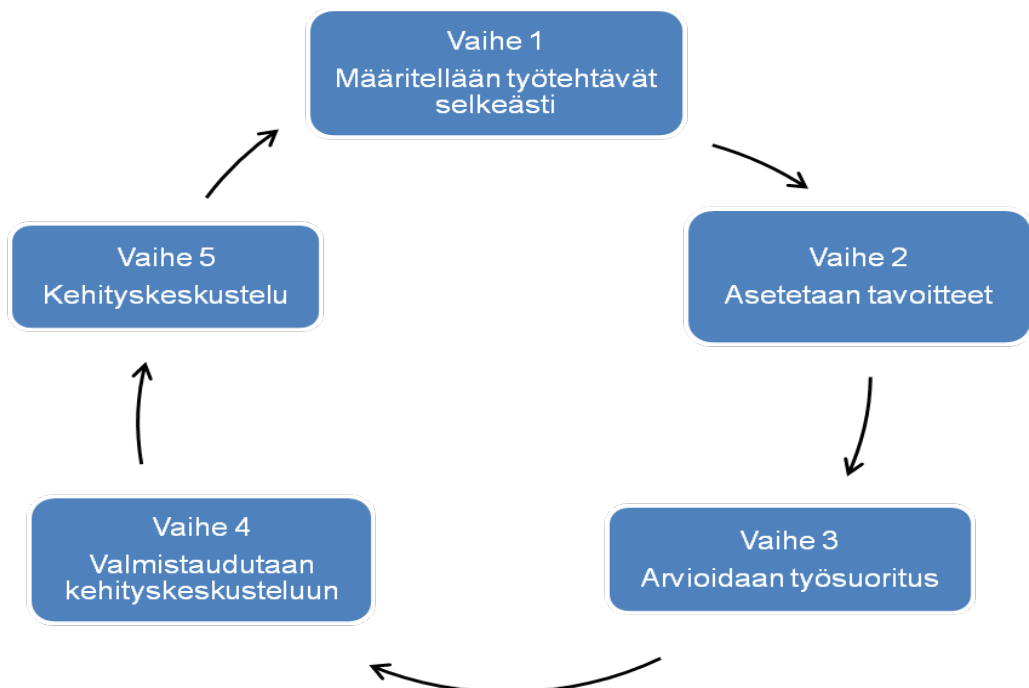 Vaihe 1
Määritellään työtehtävät
selkeästi
Vaihe 2
Asetetaan tavoitteet
Vaihe 3
Arvioidaan työsuoritus
Vaihe 4
Valmistaudutaan
kehityskeskusteluun
Vaihe 5
Kehityskeskustelu